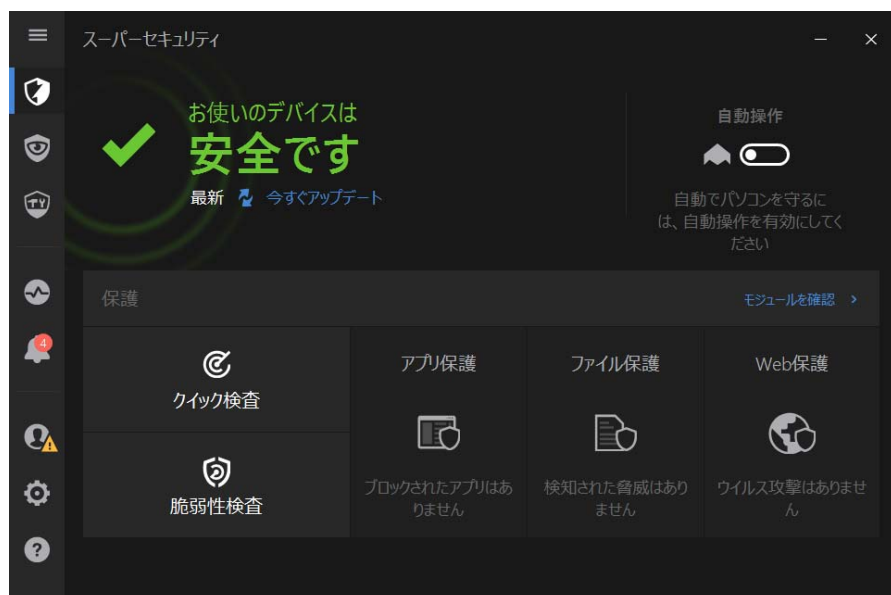 スーパーセキュリティ
お使いのデバイスは
安全です
最新 今すぐアップデート
自動操作
自動でパソコンを守るに
は、自動操作を有効にしてく
ださい
TY
4
保護
モジュールを確認
クイック検査
脆弱性検査
アプリ保護
ブロックされたアプリはあ
りません
ファイル保護
検知された脅威はあり
ません
Web保護
ウイルス攻撃はありませ
ん
?